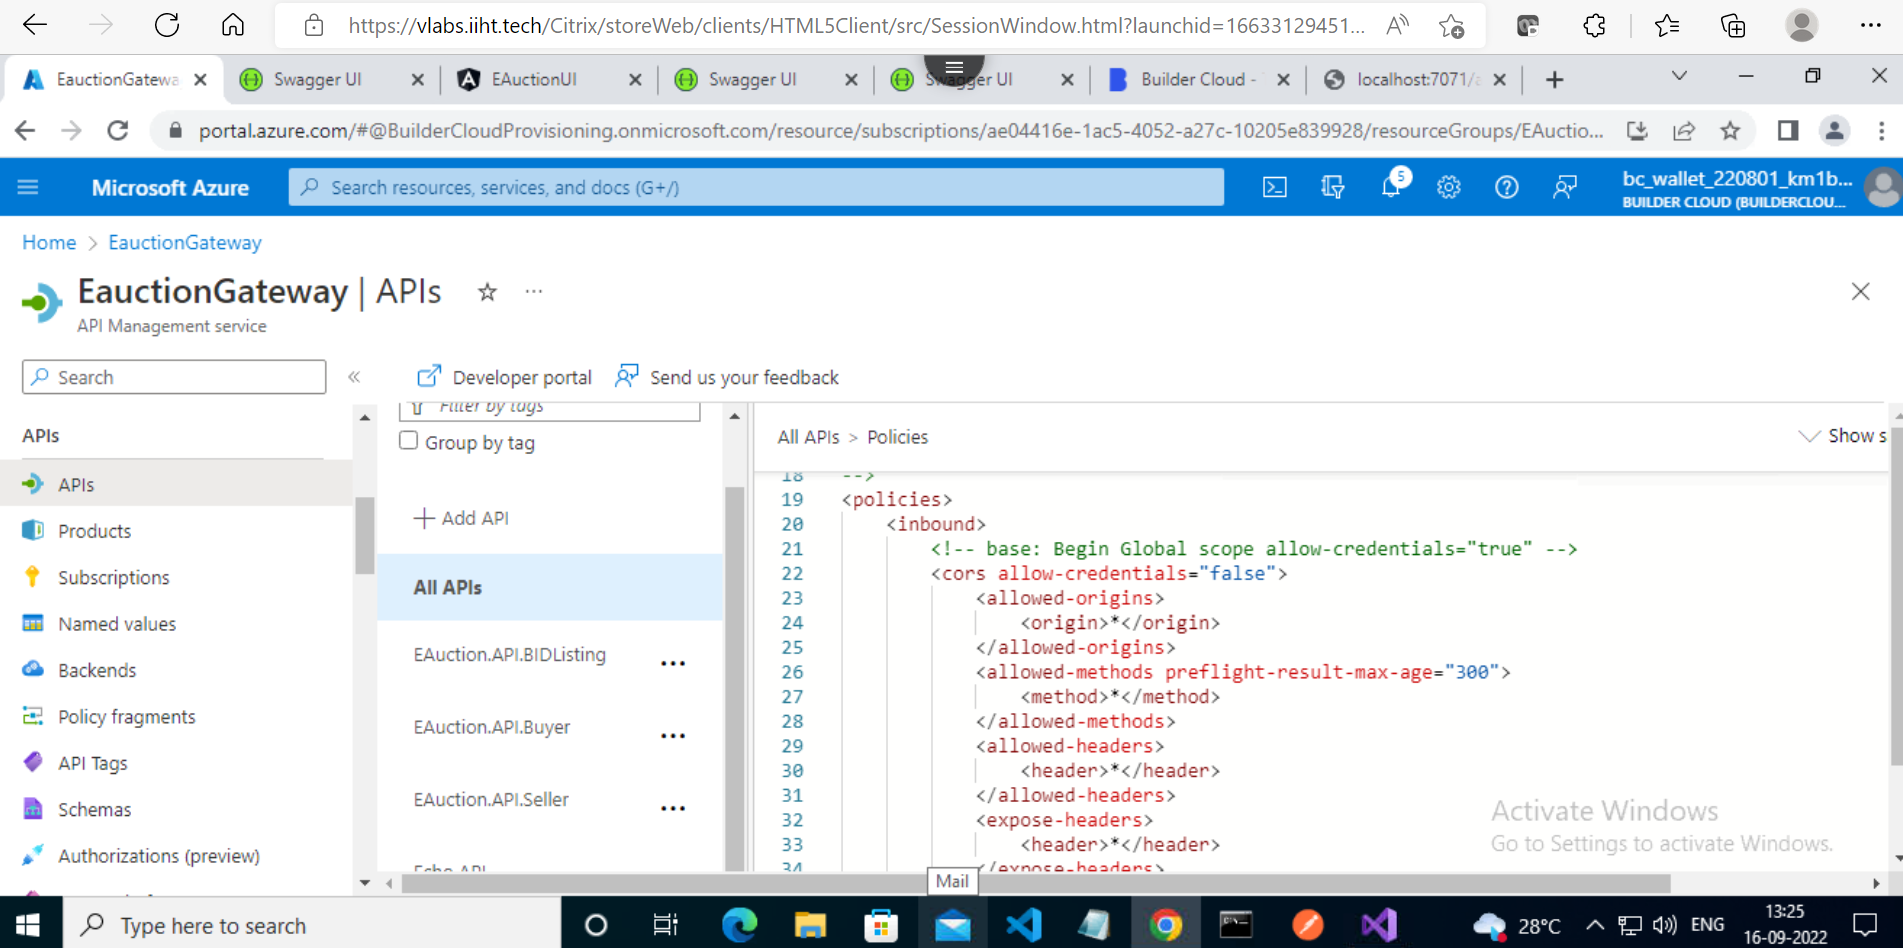 https://vlabs.iiht.tech/Citrix/storeWeb/clients/HTML5Client/src/SessionWindow.html?launchid=16633129451...
EauctionGatewa
Swagger UI
EAuctionUI
Swagger UI
Swagger UI
Builder Cloud -
localhost:7071/
portal.azure.com/#@BuilderCloudProvisioning.onmicrosoft.com/resource/subscriptions/ae04416e-1ac5-4052-a27c-10205e839928/resourceGroups/EAuctio...
Microsoft Azure
Search resources, services, and docs (G+/)
5
bc_wallet_220801_km1b...
BUILDER CLOUD (BUILDERCLOU...
Home > EauctionGateway
EauctionGateway | APIs
API Management service
Search
«
Developer portal
Send us your feedback
APIs
APIs
Products
Subscriptions
Named values
Backends
Policy fragments
API Tags
Schemas
Authorizations (preview)
Filter by tags
Group by tag
+ Add API
All APIs
EAuction.API.BIDListing
EAuction.API.Buyer
EAuction.API.Seller
Echo API
All APIs > Policies
Show s
18 -->
19 <policies>
20 <inbound>
21 <!-- base: Begin Global scope allow-credentials="true" -->
22 <cors allow-credentials="false">
23 <allowed-origins>
24 <origin>*</origin>
25 </allowed-origins>
26 <allowed-methods preflight-result-max-age="300">
27 <method>*</method>
28 </allowed-methods>
29 <allowed-headers>
30 <header>*</header>
31 </allowed-headers>
32 <expose-headers>
33 <header>*</header>
34 </expose-headers>
Activate Windows
Go to Settings to activate Windows.
Mail
Type here to search
28°C
ENG
13:25
16-09-2022